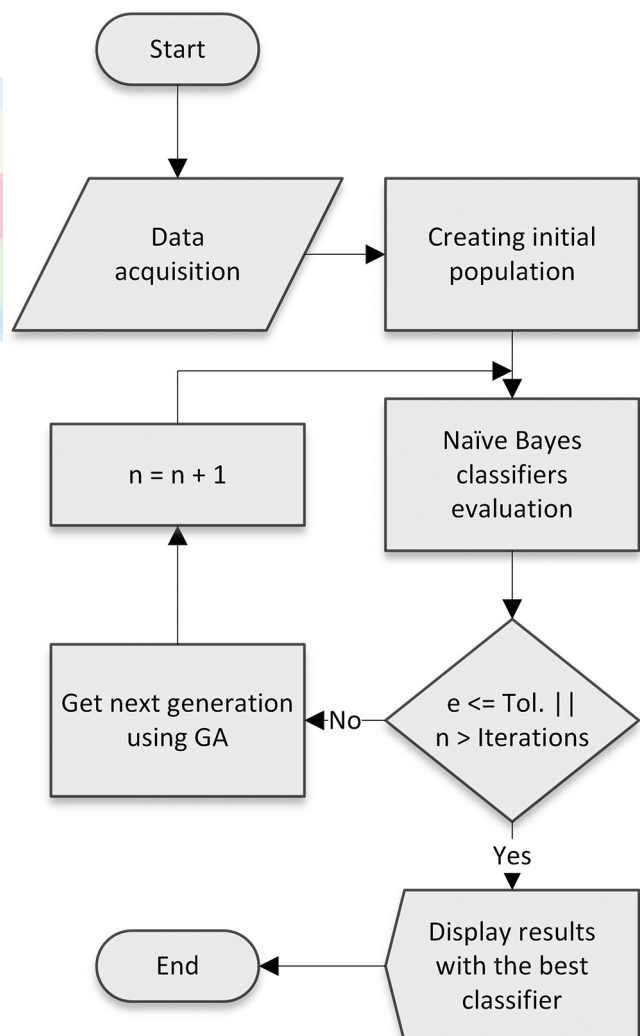 Start
Data
acquisition
Creating initial
population
n = n + 1
Naïve Bayes
classifiers
evaluation
Get next generation
using GA
No
e <= Tol. ||
n > Iterations
Yes
End
Display results
with the best
classifier